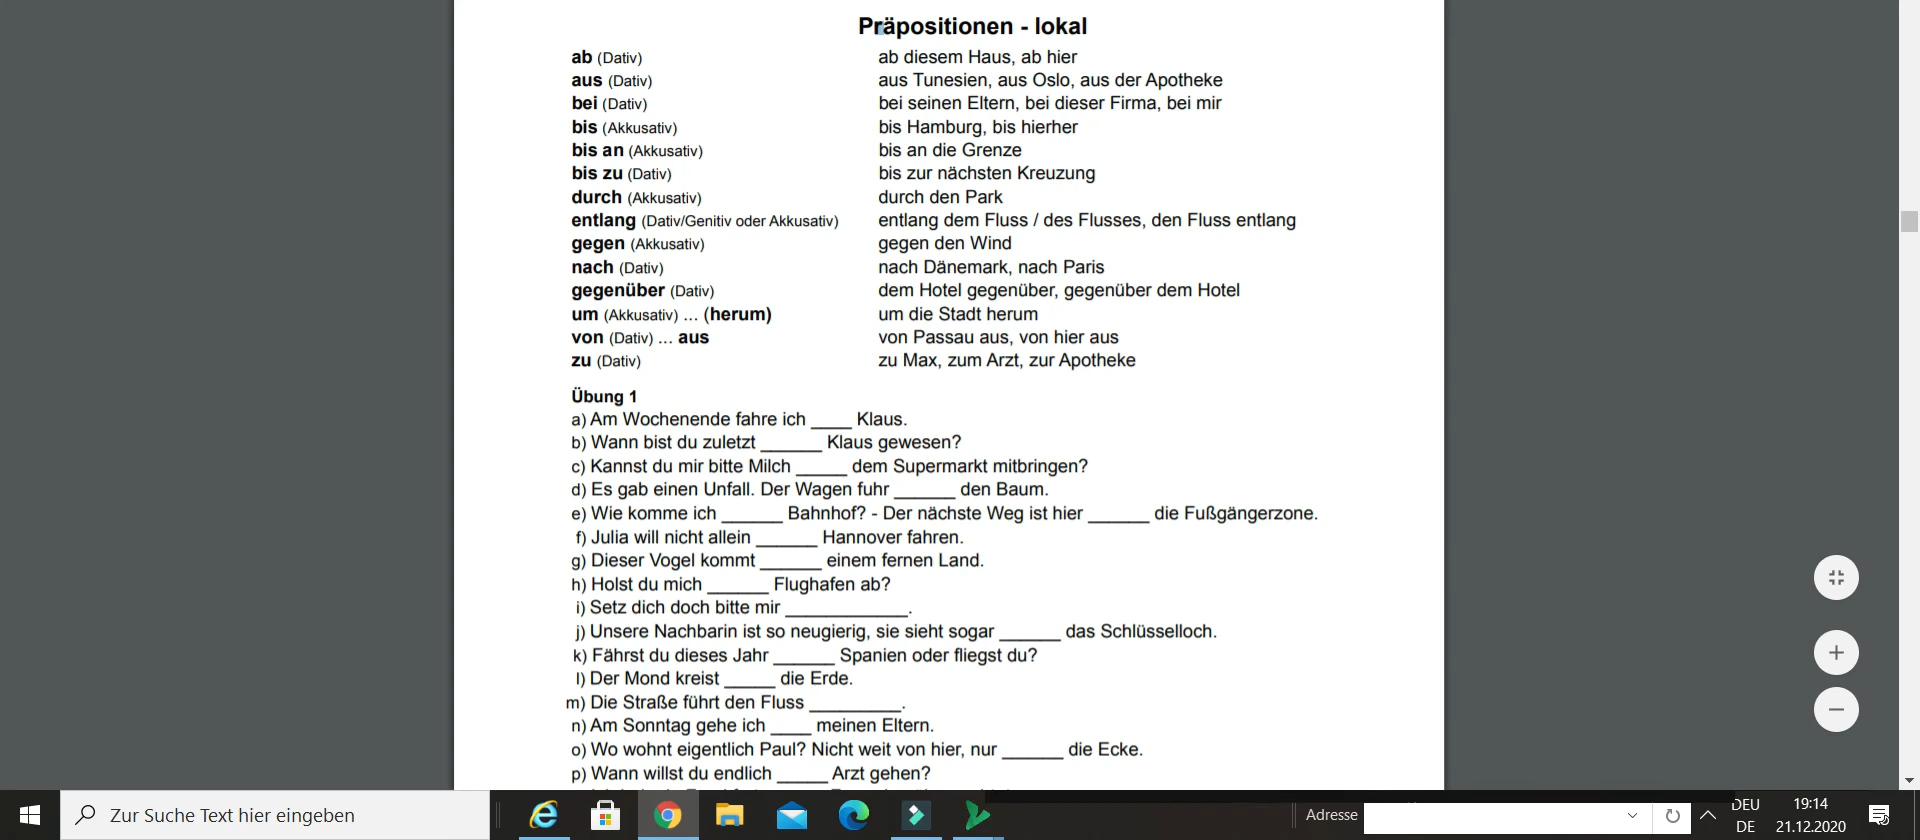 Präpositionen - lokal
ab (Dativ) ab diesem Haus, ab hier
aus (Dativ) aus Tunesien, aus Oslo, aus der Apotheke
bei (Dativ) bei seinen Eltern, bei dieser Firma, bei mir
bis (Akkusativ) bis Hamburg, bis hierher
bis an (Akkusativ) bis an die Grenze
bis zu (Dativ) bis zur nächsten Kreuzung
durch (Akkusativ) durch den Park
entlang (Dativ/Genitiv oder Akkusativ) entlang dem Fluss / des Flusses, den Fluss entlang
gegen (Akkusativ) gegen den Wind
nach (Dativ) nach Dänemark, nach Paris
gegenüber (Dativ) dem Hotel gegenüber, gegenüber dem Hotel
um (Akkusativ) ... (herum) um die Stadt herum
von (Dativ) ... aus von Passau aus, von hier aus
zu (Dativ) zu Max, zum Arzt, zur Apotheke
Übung 1
a) Am Wochenende fahre ich ____ Klaus.
b) Wann bist du zuletzt ______ Klaus gewesen?
c) Kannst du mir bitte Milch _____ dem Supermarkt mitbringen?
d) Es gab einen Unfall. Der Wagen fuhr ______ den Baum.
e) Wie komme ich ______ Bahnhof? - Der nächste Weg ist hier ______ die Fußgängerzone.
f) Julia will nicht allein ______ Hannover fahren.
g) Dieser Vogel kommt ______ einem fernen Land.
h) Holst du mich ______ Flughafen ab?
i) Setz dich doch bitte mir ____________.
j) Unsere Nachbarin ist so neugierig, sie sieht sogar ______ das Schlüsselloch.
k) Fährst du dieses Jahr ______ Spanien oder fliegst du?
l) Der Mond kreist _____ die Erde.
m) Die Straße führt den Fluss _________.
n) Am Sonntag gehe ich ____ meinen Eltern.
o) Wo wohnt eigentlich Paul? Nicht weit von hier, nur ______ die Ecke.
p) Wann willst du endlich _____ Arzt gehen?
Zur Suche Text hier eingeben
Adresse
DEU
DE
19:14
21.12.2020